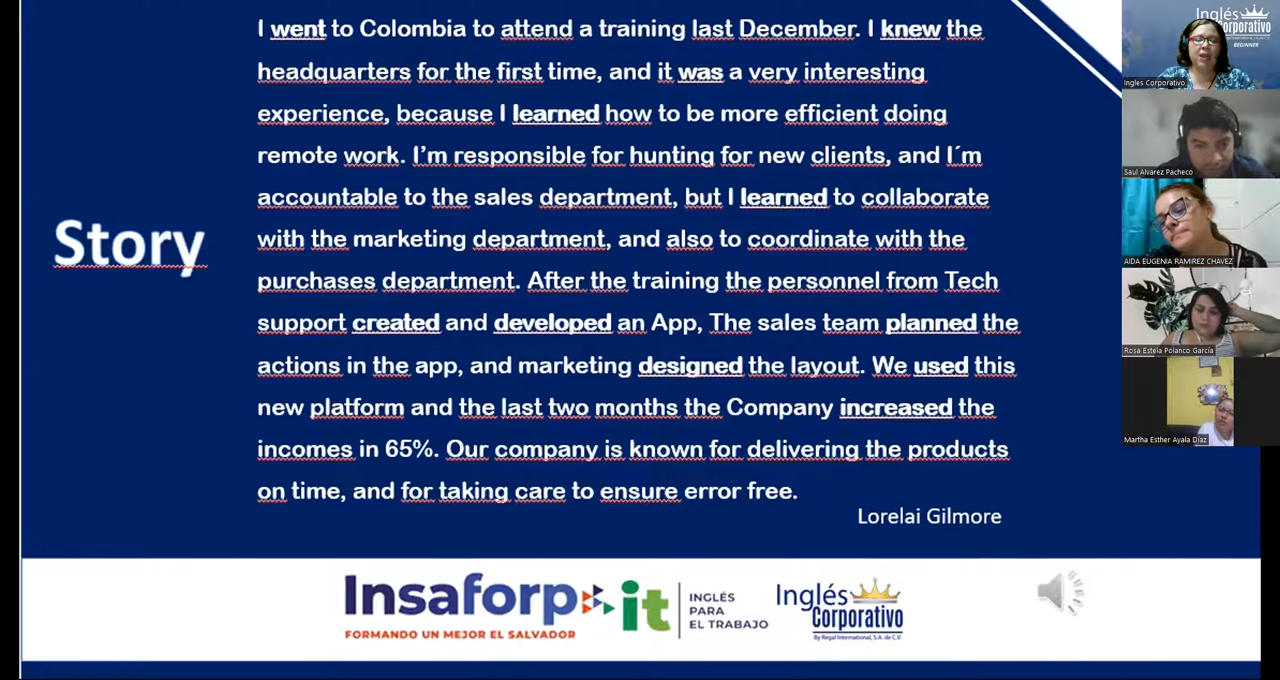 Story
I went to Colombia to attend a training last December. I knew the
headquarters for the first time, and it was a very interesting
experience, because I learned how to be more efficient doing
remote work. I'm responsible for hunting for new clients, and I´m
accountable to the sales department, but I learned to collaborate
with the marketing department, and also to coordinate with the
purchases department. After the training the personnel from Tech
support created and developed an App, The sales team planned the
actions in the app, and marketing designed the layout. We used this
new platform and the last two months the Company increased the
incomes in 65%. Our company is known for delivering the products
on time, and for taking care to ensure error free.
Lorelai Gilmore
Insaforp
FORMANDO UN MEJOR EL SALVADOR
it
INGLÉS
PARA
EL TRABAJO
Inglés
Corporativo
By Regal International, S.A. de C.V.
Inglés
Corporativo
BEGINNER
Ingles Corporativo
Saul Alvarez Pacheco
AIDA EUGENIA RAMIREZ CHAVEZ
Rosa Estela Polanco García
Martha Esther Ayala Díaz